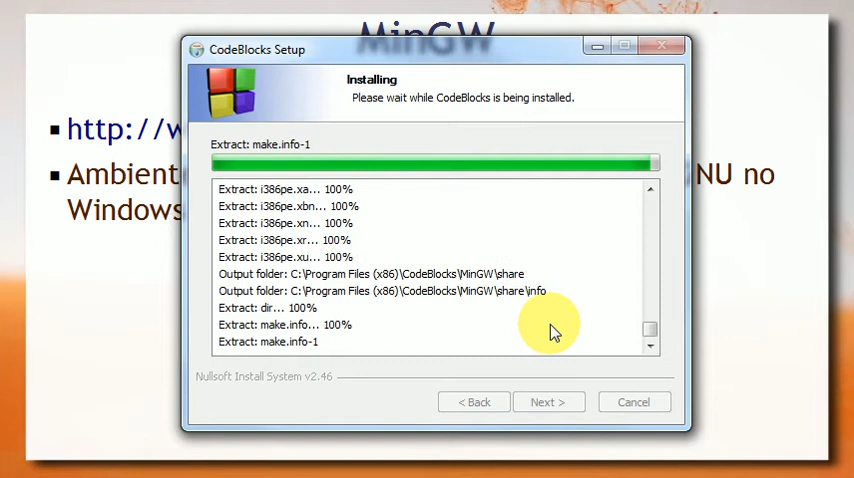 MinGW
CodeBlocks Setup
Installing
Please wait while CodeBlocks is being installed.
http://w
Extract: make.info-1
Ambient
NU no
Windows
Extract: i386pe.xa... 100%
Extract: i386pe.xbn... 100%
Extract: i386pe.xn... 100%
Extract: i386pe.xr... 100%
Extract: i386pe.xu... 100%
Output folder: C:\Program Files (x86)\CodeBlocks\MinGW\share
Output folder: C:\Program Files (x86)\CodeBlocks\MinGW\share\info
Extract: dir... 100%
Extract: make.info... 100%
Extract: make.info-1
Nullsoft Install System v2.46
< Back
Next >
Cancel